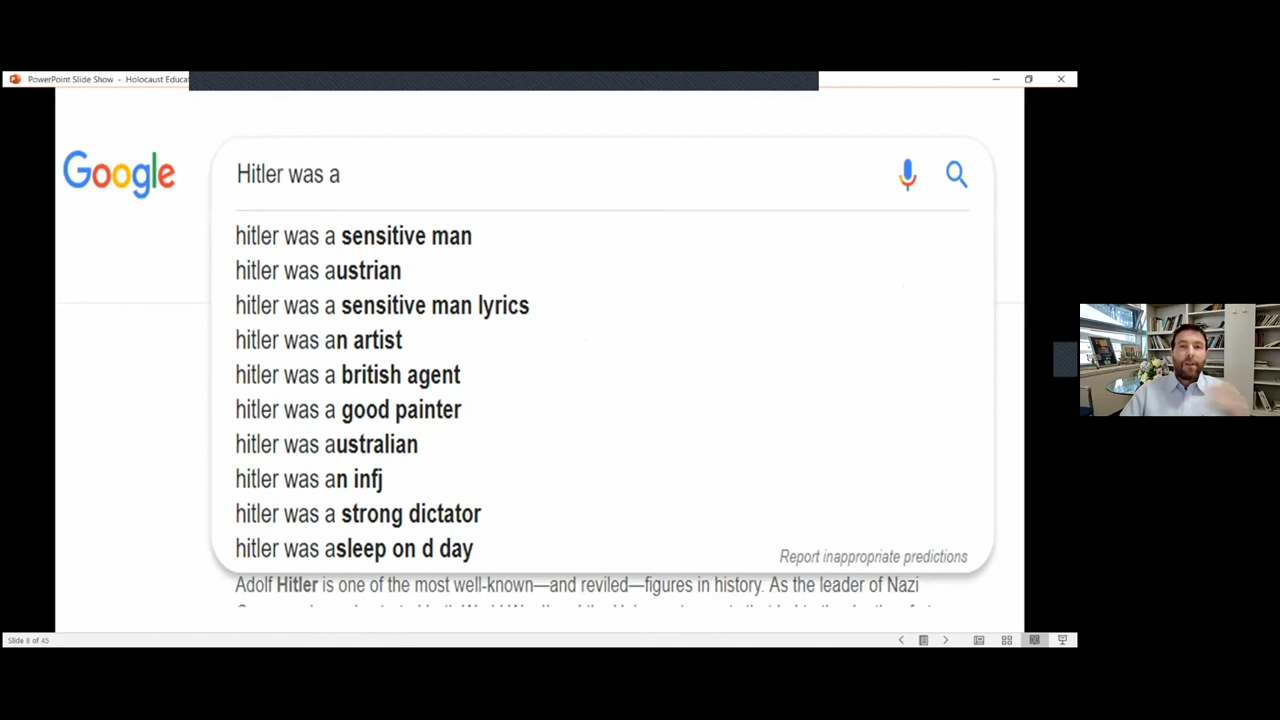 PowerPoint Slide Show - Holocaust Educa
Google
Hitler was a
hitler was a sensitive man
hitler was austrian
hitler was a sensitive man lyrics
hitler was an artist
hitler was a british agent
hitler was a good painter
hitler was australian
hitler was an infj
hitler was a strong dictator
hitler was asleep on d day
Report inappropriate predictions
Adolf Hitler is one of the most well-known—and reviled—figures in history. As the leader of Nazi
Slide 8 of 45